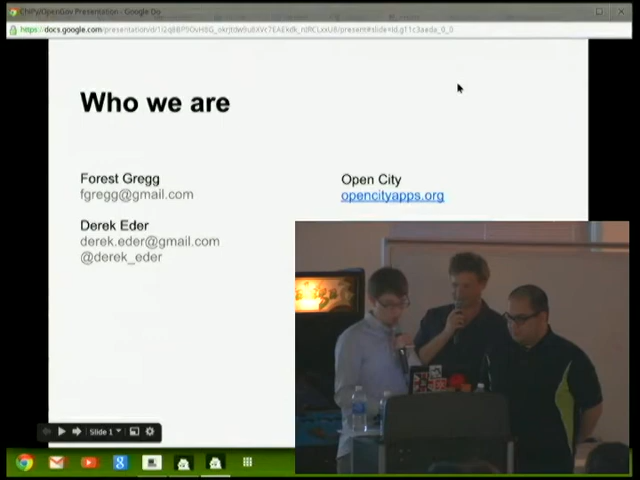 ChiPy/OpenGov Presentation - Google Do
Who we are
Forest Gregg
fgregg@gmail.com
Derek Eder
derek.eder@gmail.com
@derek_eder
Open City
opencityapps.org
Slide 1